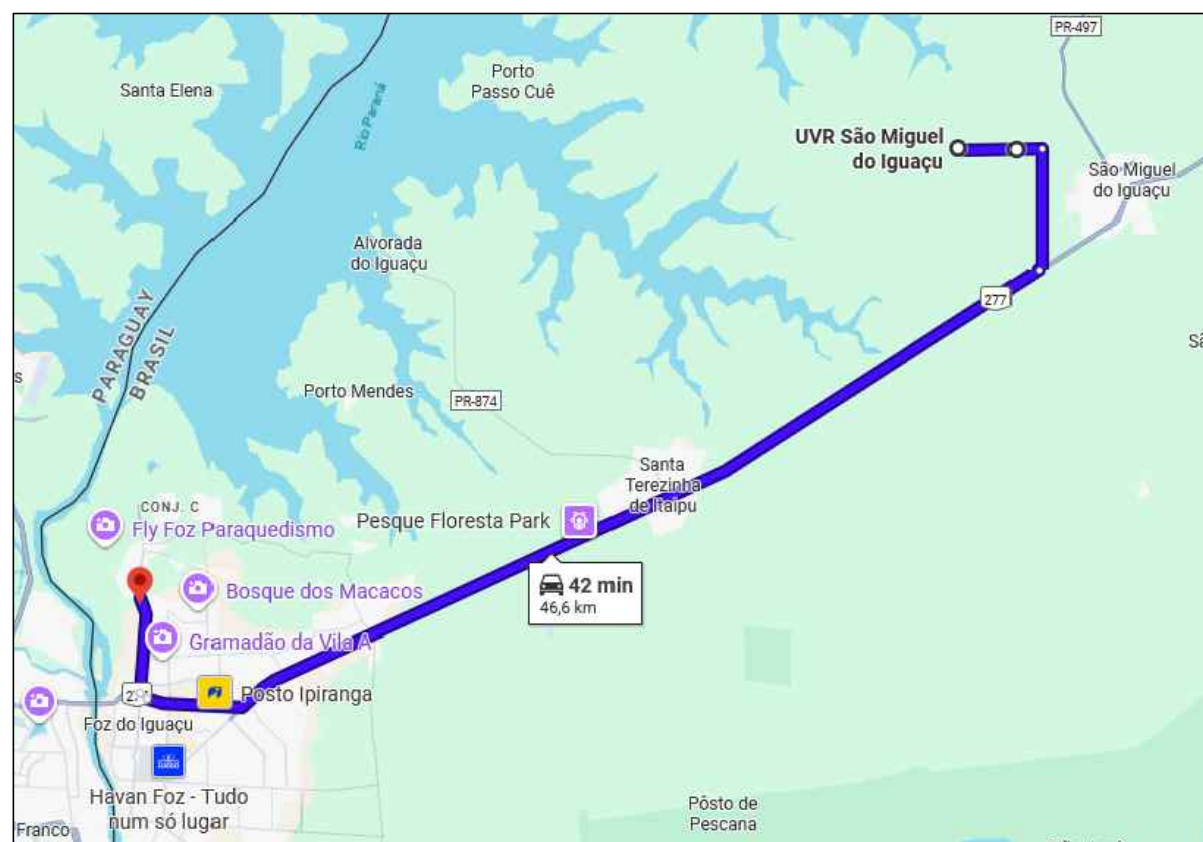 PR-497
Santa Elena
Porto
Passo Cuê
Rio Paraná
UVR São Miguel
do Iguaçu
São Miguel
do Iguaçu
Alvorada
do Iguaçu
277
PARAGUAY
BRASIL
Sã
s
Porto Mendes
PR-874
Santa
Terezinha
de Itaipu
CONJ. C
Fly Foz Paraquedismo
Pesque Floresta Park
42 min
46,6 km
Bosque dos Macacos
Gramadão da Vila A
Posto Ipiranga
Foz do Iguaçu
Havan Foz - Tudo
num só lugar
Franco
Pôsto de
Pescana